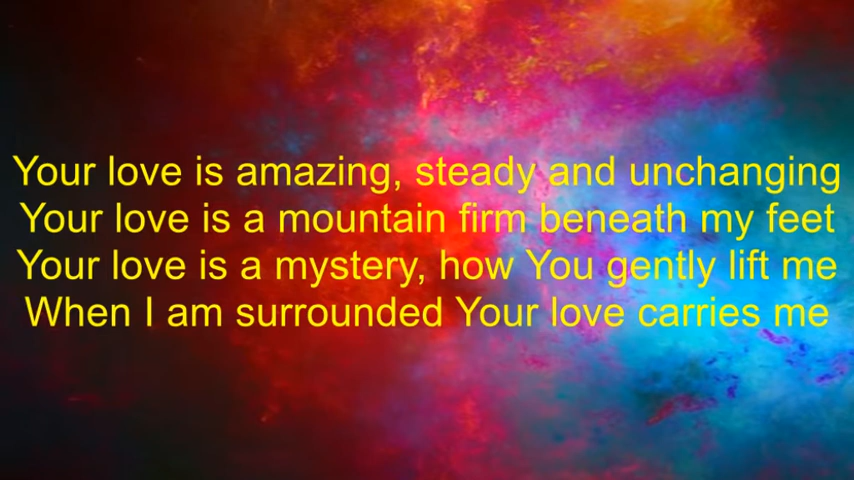 Your love is amazing, steady and unchanging
Your love is a mountain firm beneath my feet
Your love is a mystery, how You gently lift me
When I am surrounded Your love carries me